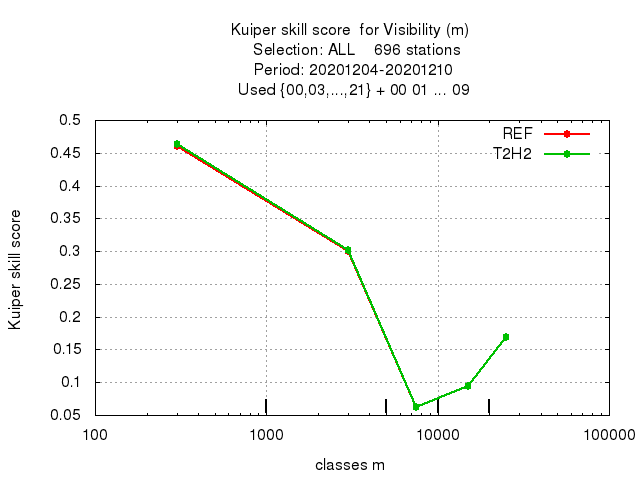 Kuiper skill score  for Visibility (m)
Selection: ALL    696 stations
Period: 20201204-20201210
Used {00,03,...,21} + 00 01 ... 09
0.5
0.45
0.4
0.35
0.3
0.25
0.2
0.15
0.1
0.05
Kuiper skill score
REF
T2H2
100
1000
10000
100000
classes m